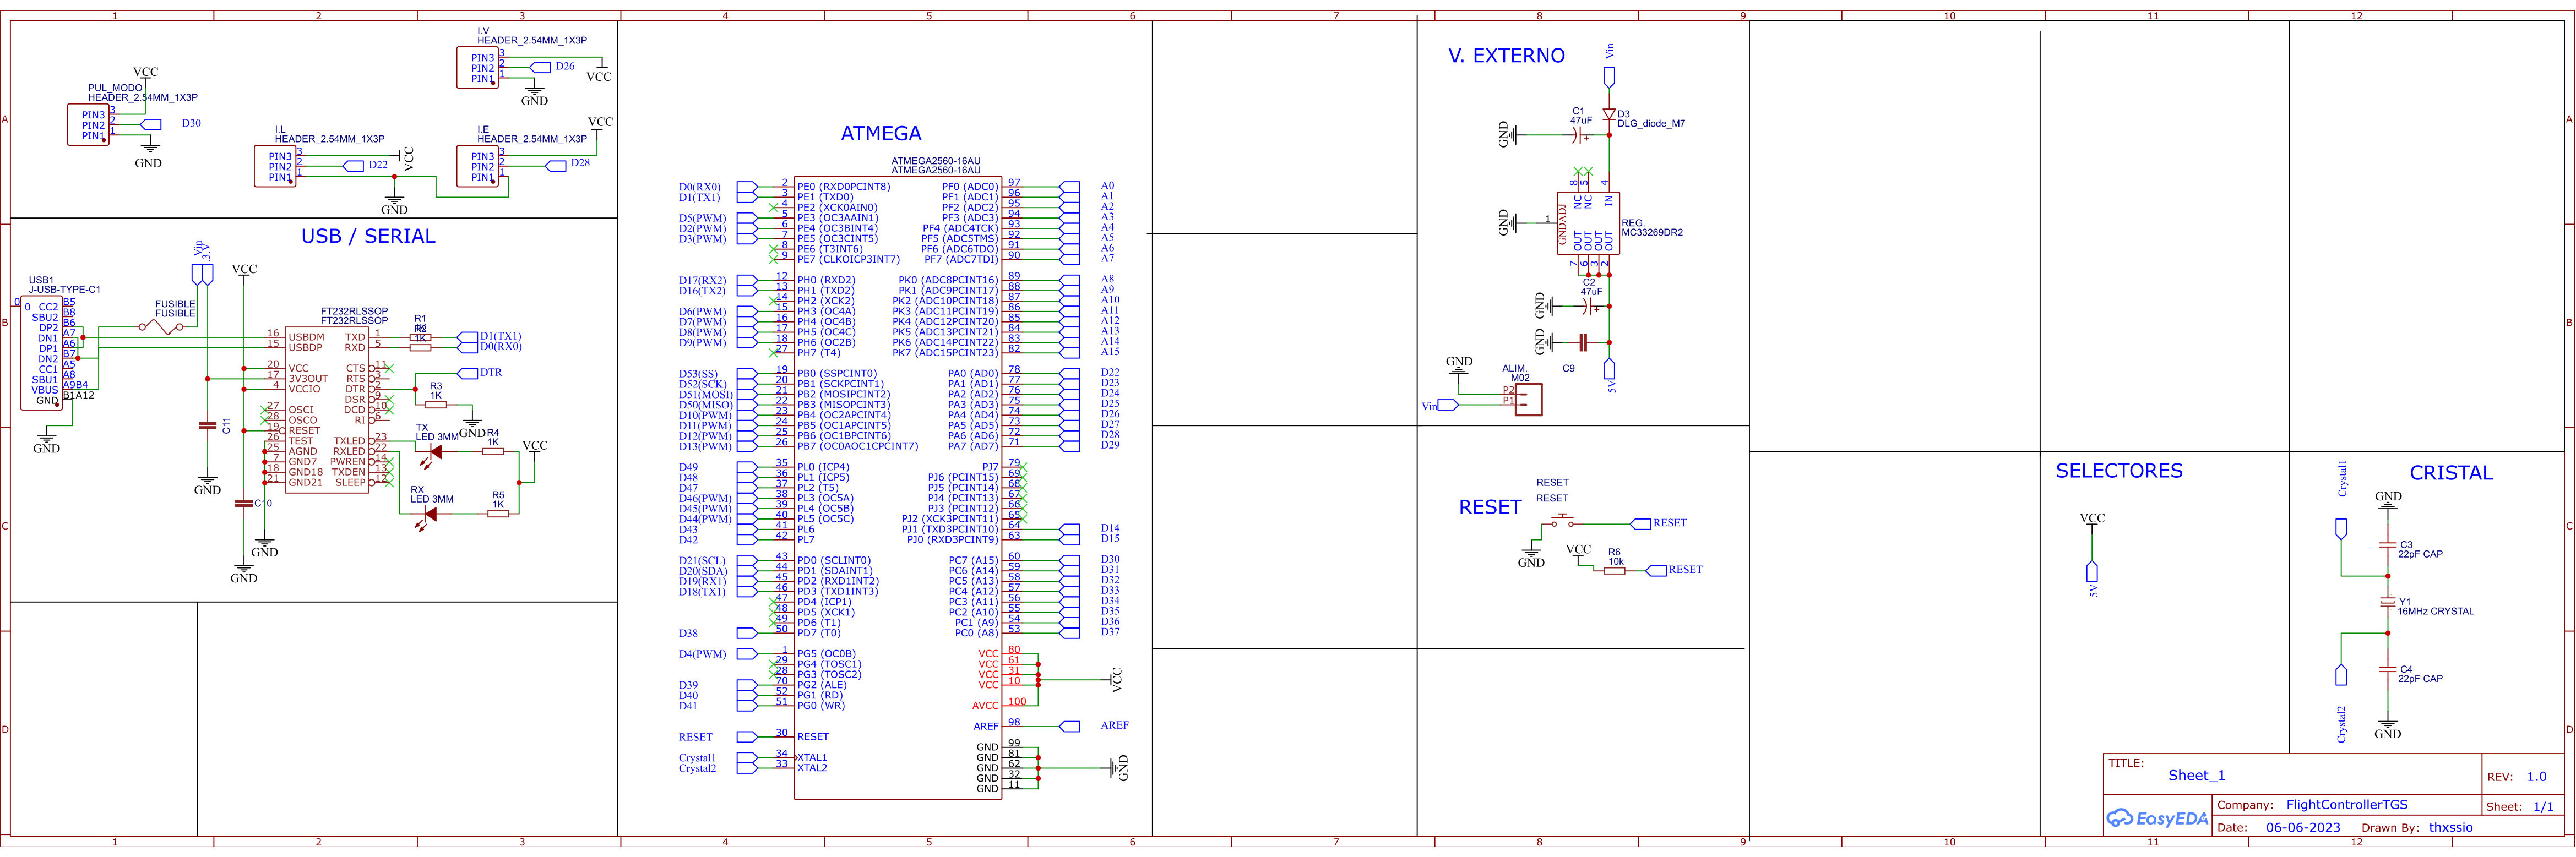 1 2 3 4 5 6 7 8 9 10 11 12
A
B
C
D
PUL_MODO
HEADER_2.54MM_1X3P
VCC
PIN3 3
PIN2 2
PIN1 1
D30
GND
I.V
HEADER_2.54MM_1X3P
PIN3 3
PIN2 2
PIN1 1
D26
VCC
GND
I.L
HEADER_2.54MM_1X3P
PIN3 3
PIN2 2
PIN1 1
D22
VCC
GND
I.E
HEADER_2.54MM_1X3P
PIN3 3
PIN2 2
PIN1 1
D28
VCC
USB / SERIAL
USB1
J-USB-TYPE-C1
0 0
CC2 B5
SBU2 B8
DP2 B6
DN1 A7
DP1 A6
DN2 B7
CC1 A5
SBU1 A8
VBUS A9B4
GND B1A12
GND
Vin
3.3V
VCC
FUSIBLE
FUSIBLE
FT232RLSSOP
FT232RLSSOP
16 USBDM
15 USBDP
20 VCC
17 3V3OUT
4 VCCIO
27 OSCI
28 OSCO
19 RESET
26 TEST
25 AGND
7 GND7
18 GND18
21 GND21
TXD 1
RXD 5
CTS 11
RTS 3
DTR 2
DSR 9
DCD 10
RI 6
TXLED 23
RXLED 22
PWREN 14
TXDEN 13
SLEEP 12
R1
1K
R2
1K
D1(TX1)
D0(RX0)
DTR
R3
1K
GND
TX
LED 3MM
R4
1K
VCC
RX
LED 3MM
R5
1K
C11
GND
C10
GND
GND
ATMEGA
ATMEGA2560-16AU
ATMEGA2560-16AU
D0(RX0) 2 PE0 (RXD0PCINT8)
D1(TX1) 3 PE1 (TXD0)
4 PE2 (XCK0AIN0)
D5(PWM) 5 PE3 (OC3AAIN1)
D2(PWM) 6 PE4 (OC3BINT4)
D3(PWM) 7 PE5 (OC3CINT5)
8 PE6 (T3INT6)
9 PE7 (CLKOICP3INT7)
D17(RX2) 12 PH0 (RXD2)
D16(TX2) 13 PH1 (TXD2)
14 PH2 (XCK2)
D6(PWM) 15 PH3 (OC4A)
D7(PWM) 16 PH4 (OC4B)
D8(PWM) 17 PH5 (OC4C)
D9(PWM) 18 PH6 (OC2B)
27 PH7 (T4)
D53(SS) 19 PB0 (SSPCINT0)
D52(SCK) 20 PB1 (SCKPCINT1)
D51(MOSI) 21 PB2 (MOSIPCINT2)
D50(MISO) 22 PB3 (MISOPCINT3)
D10(PWM) 23 PB4 (OC2APCINT4)
D11(PWM) 24 PB5 (OC1APCINT5)
D12(PWM) 25 PB6 (OC1BPCINT6)
D13(PWM) 26 PB7 (OC0AOC1CPCINT7)
D49 35 PL0 (ICP4)
D48 36 PL1 (ICP5)
D47 37 PL2 (T5)
D46(PWM) 38 PL3 (OC5A)
D45(PWM) 39 PL4 (OC5B)
D44(PWM) 40 PL5 (OC5C)
D43 41 PL6
D42 42 PL7
D21(SCL) 43 PD0 (SCLINT0)
D20(SDA) 44 PD1 (SDAINT1)
D19(RX1) 45 PD2 (RXD1INT2)
D18(TX1) 46 PD3 (TXD1INT3)
47 PD4 (ICP1)
48 PD5 (XCK1)
49 PD6 (T1)
D38 50 PD7 (T0)
D4(PWM) 1 PG5 (OC0B)
29 PG4 (TOSC1)
28 PG3 (TOSC2)
D39 70 PG2 (ALE)
D40 52 PG1 (RD)
D41 51 PG0 (WR)
RESET 30 RESET
Crystal1 34 XTAL1
Crystal2 33 XTAL2
PF0 (ADC0) 97 A0
PF1 (ADC1) 96 A1
PF2 (ADC2) 95 A2
PF3 (ADC3) 94 A3
PF4 (ADC4TCK) 93 A4
PF5 (ADC5TMS) 92 A5
PF6 (ADC6TDO) 91 A6
PF7 (ADC7TDI) 90 A7
PK0 (ADC8PCINT16) 89 A8
PK1 (ADC9PCINT17) 88 A9
PK2 (ADC10PCINT18) 87 A10
PK3 (ADC11PCINT19) 86 A11
PK4 (ADC12PCINT20) 85 A12
PK5 (ADC13PCINT21) 84 A13
PK6 (ADC14PCINT22) 83 A14
PK7 (ADC15PCINT23) 82 A15
PA0 (AD0) 78 D22
PA1 (AD1) 77 D23
PA2 (AD2) 76 D24
PA3 (AD3) 75 D25
PA4 (AD4) 74 D26
PA5 (AD5) 73 D27
PA6 (AD6) 72 D28
PA7 (AD7) 71 D29
PJ7 79
PJ6 (PCINT15) 69
PJ5 (PCINT14) 68
PJ4 (PCINT13) 67
PJ3 (PCINT12) 66
PJ2 (XCK3PCINT11) 65
PJ1 (TXD3PCINT10) 64 D14
PJ0 (RXD3PCINT9) 63 D15
PC7 (A15) 60 D30
PC6 (A14) 59 D31
PC5 (A13) 58 D32
PC4 (A12) 57 D33
PC3 (A11) 56 D34
PC2 (A10) 55 D35
PC1 (A9) 54 D36
PC0 (A8) 53 D37
VCC 80
VCC 61
VCC 31
VCC 10
AVCC 100
VCC
AREF 98 AREF
GND 99
GND 81
GND 62
GND 32
GND 11
GND
V. EXTERNO
Vin
C1
47uF
D3
DLG_diode_M7
GND
8 5 4
NC NC IN
GND 1 GNDADJ
REG.
MC33269DR2
OUT OUT OUT OUT
7 6 3 2
C2
47uF
GND
GND
C9
5V
GND
ALIM.
M02
P2
P1
Vin
RESET
RESET
RESET
RESET
GND
VCC
R6
10k
RESET
SELECTORES
VCC
5V
CRISTAL
Crystal1
GND
C3
22pF CAP
Y1
16MHz CRYSTAL
C4
22pF CAP
Crystal2
GND
TITLE:
Sheet_1
REV: 1.0
EasyEDA
Company: FlightControllerTGS
Sheet: 1/1
Date: 06-06-2023 Drawn By: thxssio
A
B
C
D
1 2 3 4 5 6 7 8 9 10 11 12